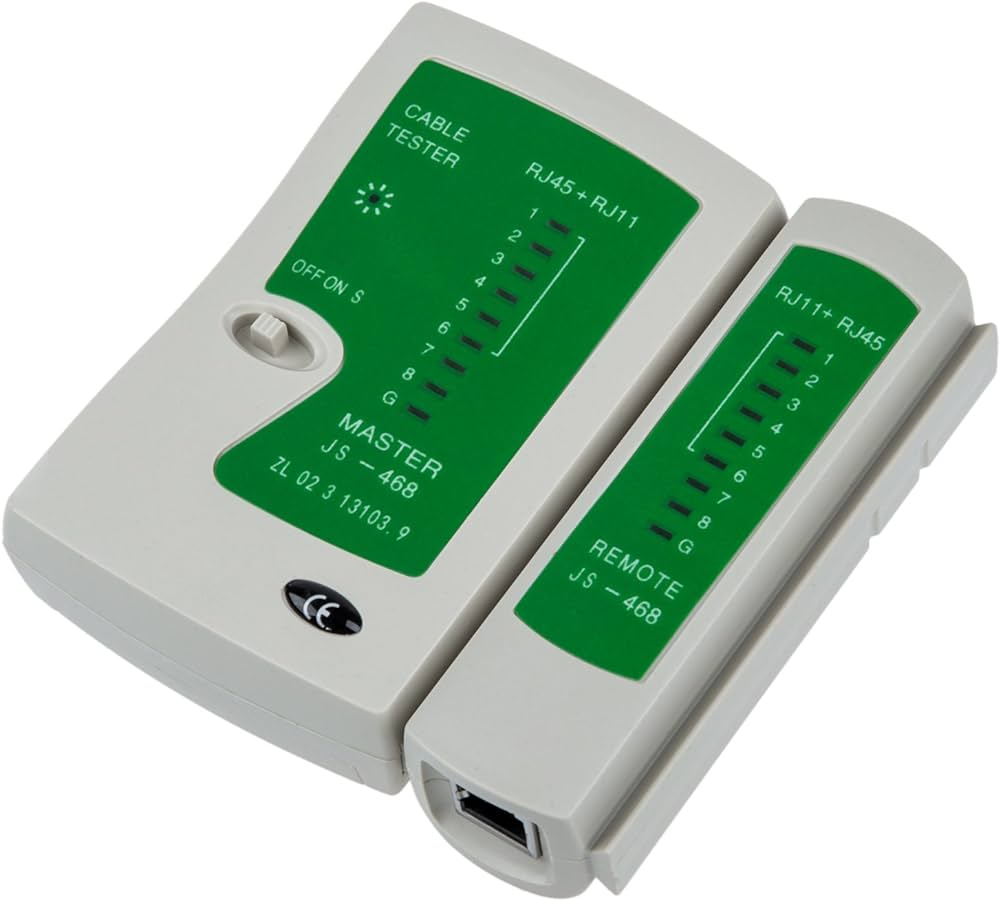 CABLE
TESTER
RJ45+RJ11
1
2
3
4
5
6
7
8
G
OFF ON S
MASTER
JS-468
ZL 02 3 13103.9
CE
RJ11+ RJ45
1
2
3
4
5
6
7
8
G
REMOTE
JS-468